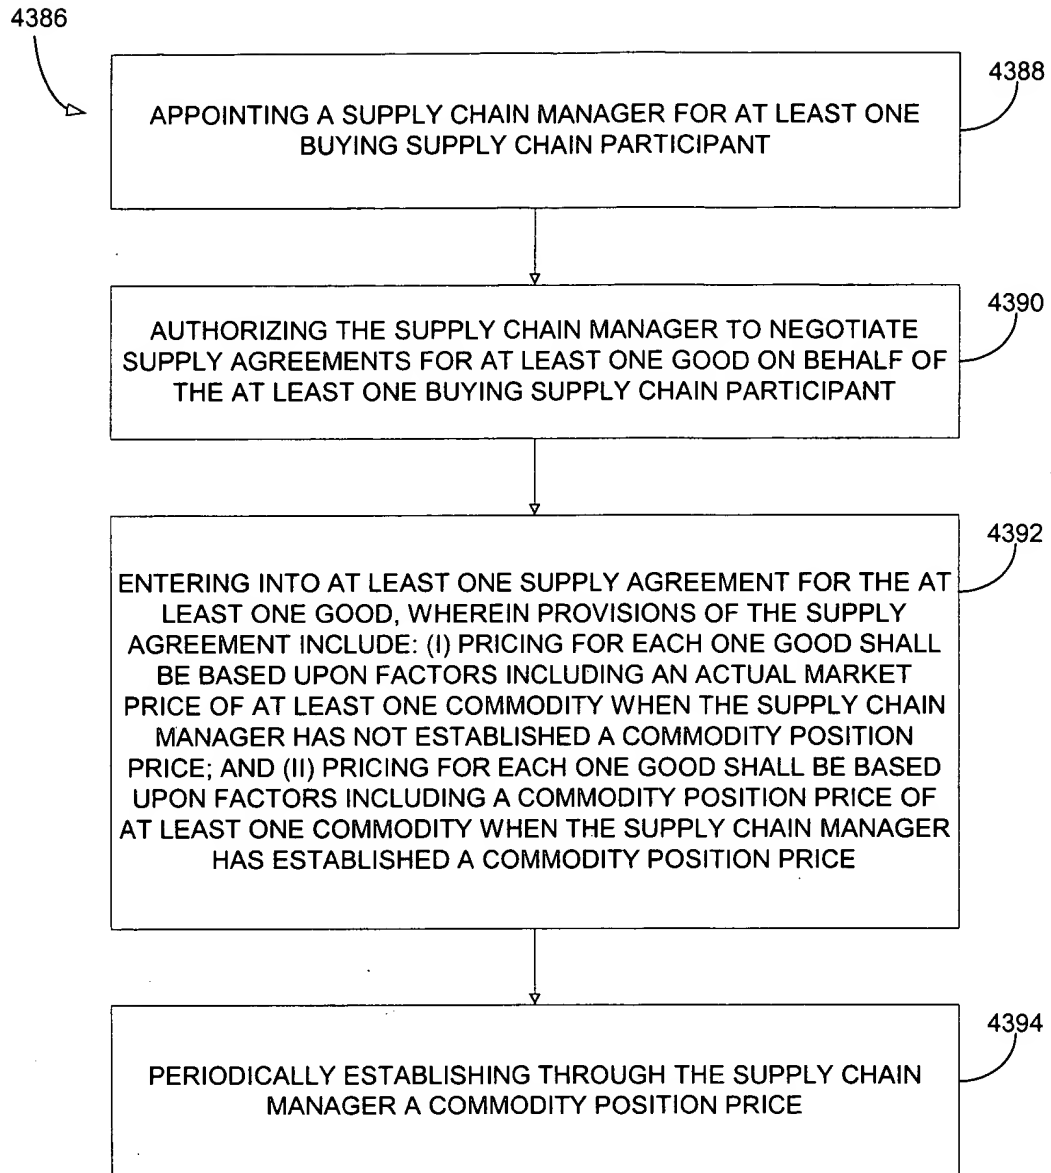 4386
4388
APPOINTING A SUPPLY CHAIN MANAGER FOR AT LEAST ONE
BUYING SUPPLY CHAIN PARTICIPANT
4390
AUTHORIZING THE SUPPLY CHAIN MANAGER TO NEGOTIATE
SUPPLY AGREEMENTS FOR AT LEAST ONE GOOD ON BEHALF OF
THE AT LEAST ONE BUYING SUPPLY CHAIN PARTICIPANT
4392
ENTERING INTO AT LEAST ONE SUPPLY AGREEMENT FOR THE AT
LEAST ONE GOOD, WHEREIN PROVISIONS OF THE SUPPLY
AGREEMENT INCLUDE: (I) PRICING FOR EACH ONE GOOD SHALL
BE BASED UPON FACTORS INCLUDING AN ACTUAL MARKET
PRICE OF AT LEAST ONE COMMODITY WHEN THE SUPPLY CHAIN
MANAGER HAS NOT ESTABLISHED A COMMODITY POSITION
PRICE; AND (II) PRICING FOR EACH ONE GOOD SHALL BE BASED
UPON FACTORS INCLUDING A COMMODITY POSITION PRICE OF
AT LEAST ONE COMMODITY WHEN THE SUPPLY CHAIN MANAGER
HAS ESTABLISHED A COMMODITY POSITION PRICE
4394
PERIODICALLY ESTABLISHING THROUGH THE SUPPLY CHAIN
MANAGER A COMMODITY POSITION PRICE